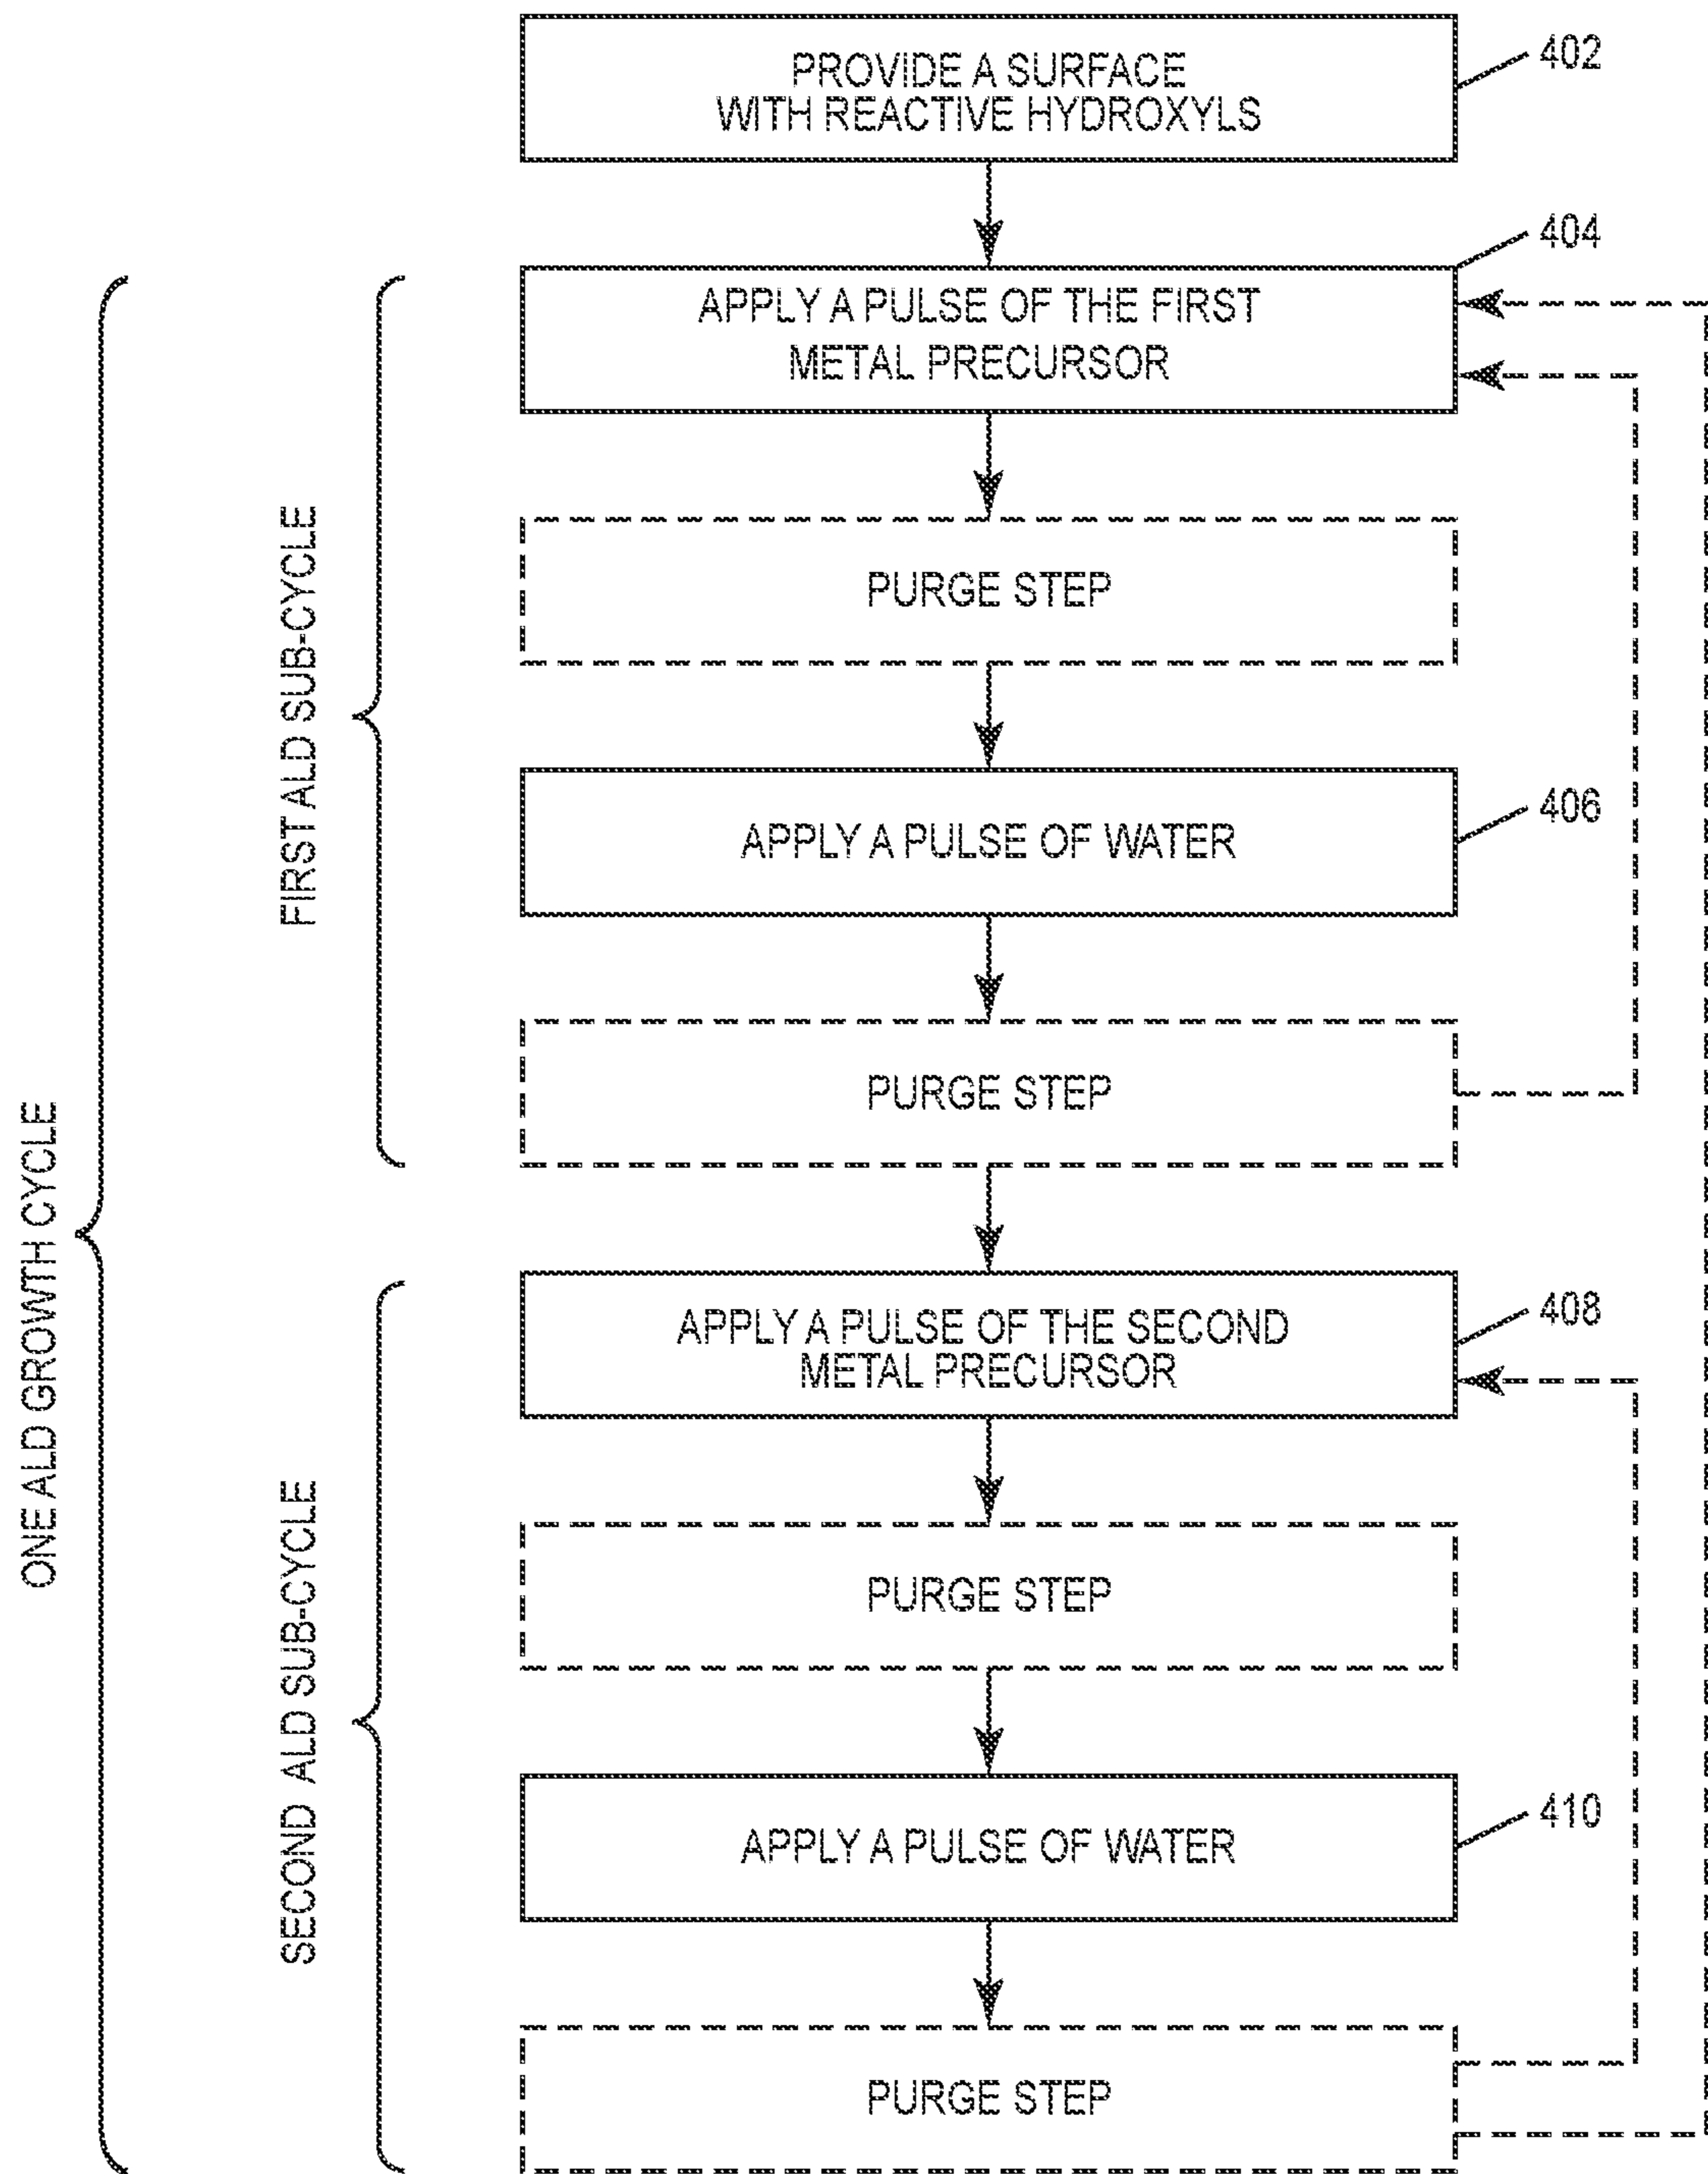 PROVIDE A SURFACE
WITH REACTIVE HYDROXYLS
402
404
APPLY A PULSE OF THE FIRST
METAL PRECURSOR
PURGE STEP
FIRST ALD SUB-CYCLE
406
APPLY A PULSE OF WATER
PURGE STEP
ONE ALD GROWTH CYCLE
408
APPLY A PULSE OF THE SECOND
METAL PRECURSOR
PURGE STEP
SECOND ALD SUB-CYCLE
410
APPLY A PULSE OF WATER
PURGE STEP